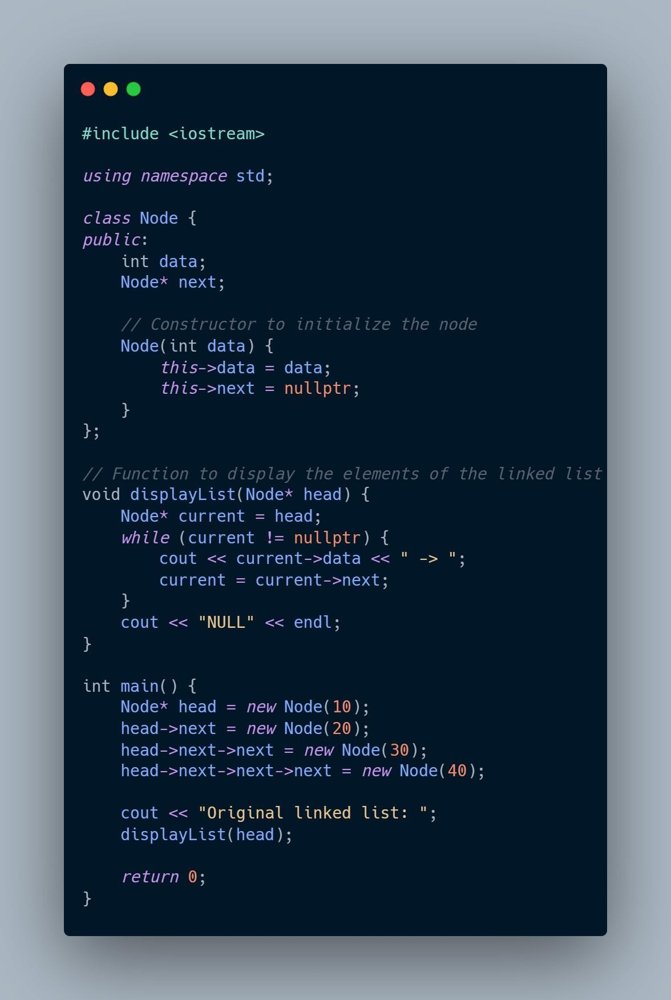 #include <iostream>

using namespace std;

class Node {
public:
    int data;
    Node* next;

    // Constructor to initialize the node
    Node(int data) {
        this->data = data;
        this->next = nullptr;
    }
};

// Function to display the elements of the linked list
void displayList(Node* head) {
    Node* current = head;
    while (current != nullptr) {
        cout << current->data << " -> ";
        current = current->next;
    }
    cout << "NULL" << endl;
}

int main() {
    Node* head = new Node(10);
    head->next = new Node(20);
    head->next->next = new Node(30);
    head->next->next->next = new Node(40);

    cout << "Original linked list: ";
    displayList(head);

    return 0;
}